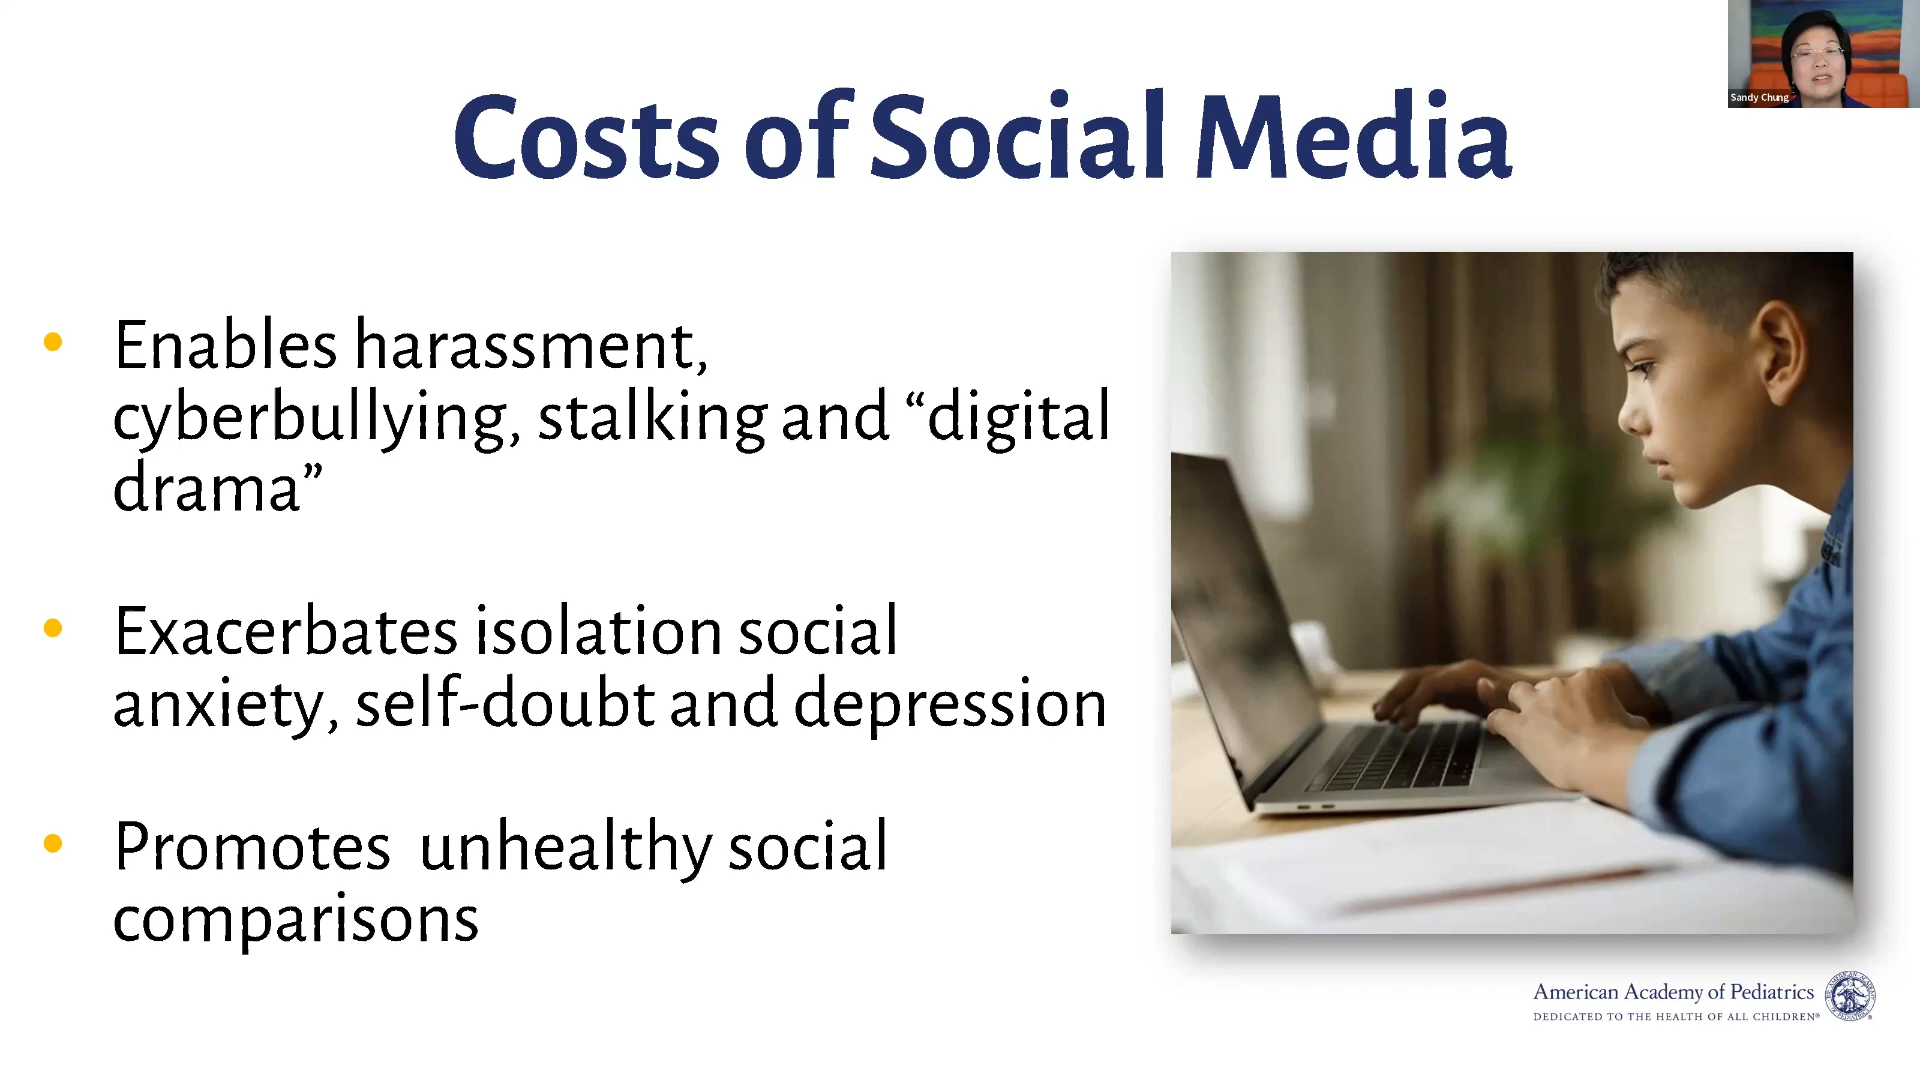 Sandy Chung
Costs of Social Media
• Enables harassment,
cyberbullying, stalking and “digital
drama”
• Exacerbates isolation social
anxiety, self-doubt and depression
• Promotes  unhealthy social
comparisons
American Academy of Pediatrics
DEDICATED TO THE HEALTH OF ALL CHILDREN®